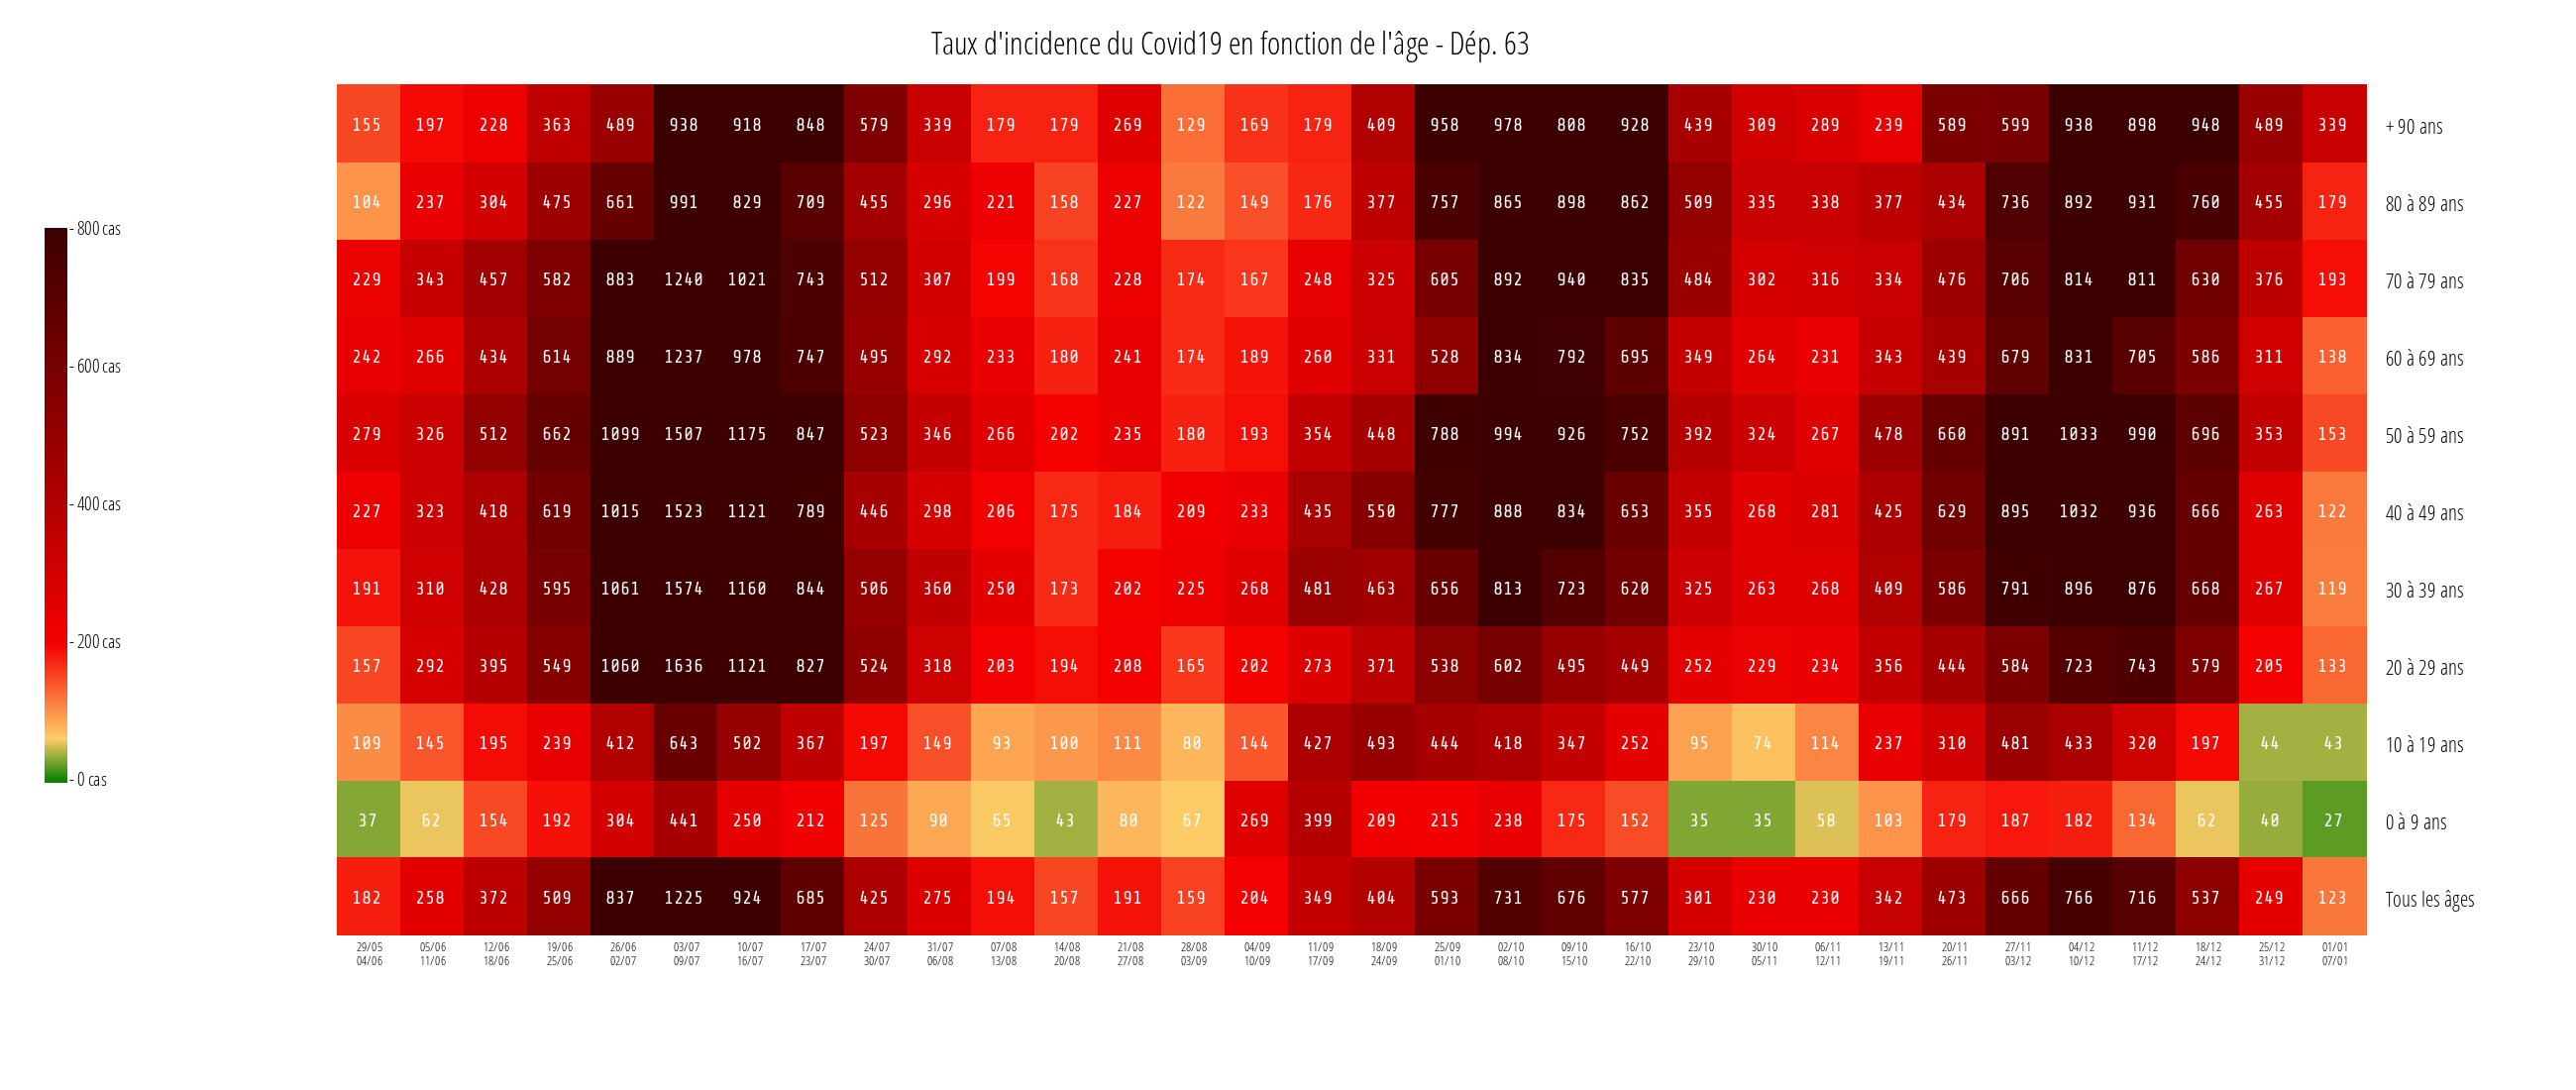 Taux d'incidence du Covid19 en fonction de l'âge - Dép. 63
- 800 cas
- 600 cas
- 400 cas
- 200 cas
- 0 cas
155 197 228 363 489 938 918 848 579 339 179 179 269 129 169 179 409 958 978 808 928 439 309 289 239 589 599 938 898 948 489 339 + 90 ans
104 237 304 475 661 991 829 709 455 296 221 158 227 122 149 176 377 757 865 898 862 509 335 338 377 434 736 892 931 760 455 179 80 à 89 ans
229 343 457 582 883 1240 1021 743 512 307 199 168 228 174 167 248 325 605 892 940 835 484 302 316 334 476 706 814 811 630 376 193 70 à 79 ans
242 266 434 614 889 1237 978 747 495 292 233 180 241 174 189 260 331 528 834 792 695 349 264 231 343 439 679 831 705 586 311 138 60 à 69 ans
279 326 512 662 1099 1507 1175 847 523 346 266 202 235 180 193 354 448 788 994 926 752 392 324 267 478 660 891 1033 990 696 353 153 50 à 59 ans
227 323 418 619 1015 1523 1121 789 446 298 206 175 184 209 233 435 550 777 888 834 653 355 268 281 425 629 895 1032 936 666 263 122 40 à 49 ans
191 310 428 595 1061 1574 1160 844 506 360 250 173 202 225 268 481 463 656 813 723 620 325 263 268 409 586 791 896 876 668 267 119 30 à 39 ans
157 292 395 549 1060 1636 1121 827 524 318 203 194 208 165 202 273 371 538 602 495 449 252 229 234 356 444 584 723 743 579 205 133 20 à 29 ans
109 145 195 239 412 643 502 367 197 149 93 100 111 80 144 427 493 444 418 347 252 95 74 114 237 310 481 433 320 197 44 43 10 à 19 ans
37 62 154 192 304 441 250 212 125 90 65 43 80 67 269 399 209 215 238 175 152 35 35 58 103 179 187 182 134 62 40 27 0 à 9 ans
182 258 372 509 837 1225 924 685 425 275 194 157 191 159 204 349 404 593 731 676 577 301 230 230 342 473 666 766 716 537 249 123 Tous les âges
29/05 05/06 12/06 19/06 26/06 03/07 10/07 17/07 24/07 31/07 07/08 14/08 21/08 28/08 04/09 11/09 18/09 25/09 02/10 09/10 16/10 23/10 30/10 06/11 13/11 20/11 27/11 04/12 11/12 18/12 25/12 01/01
04/06 11/06 18/06 25/06 02/07 09/07 16/07 23/07 30/07 06/08 13/08 20/08 27/08 03/09 10/09 17/09 24/09 01/10 08/10 15/10 22/10 29/10 05/11 12/11 19/11 26/11 03/12 10/12 17/12 24/12 31/12 07/01